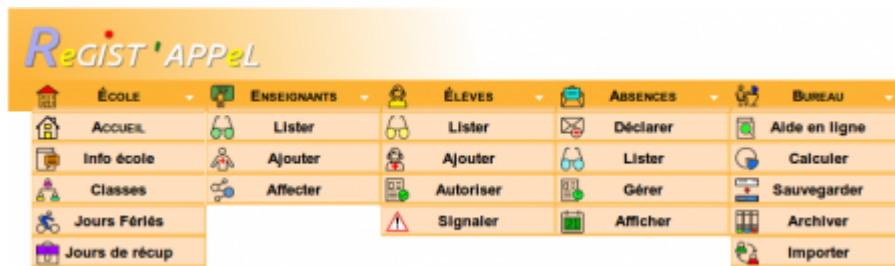 ReGIST'APPeL
École Enseignants Élèves Absences Bureau
Accueil Lister Lister Déclarer Aide en ligne
Info école Ajouter Ajouter Lister Calculer
Classes Affecter Autoriser Gérer Sauvegarder
Jours Fériés Signaler Afficher Archiver
Jours de récup Importer